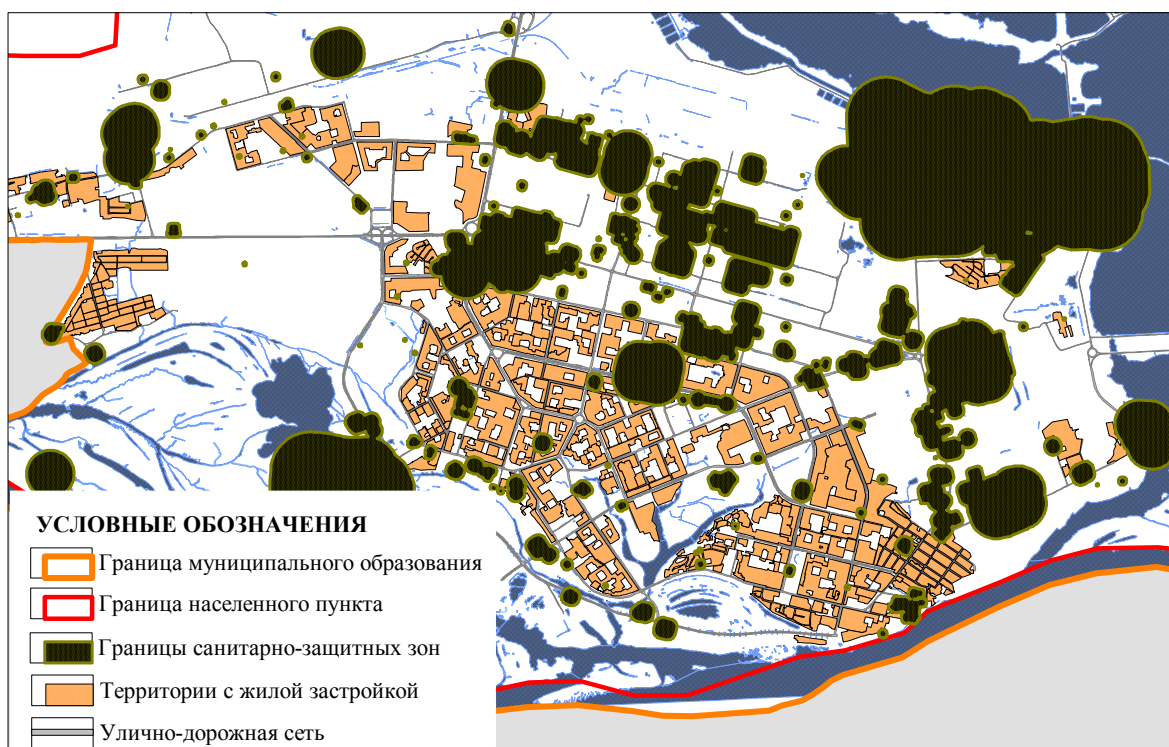 УСЛОВНЫЕ ОБОЗНАЧЕНИЯ
Граница муниципального образования
Граница населенного пункта
Границы санитарно-защитных зон
Территории с жилой застройкой
Улично-дорожная сеть